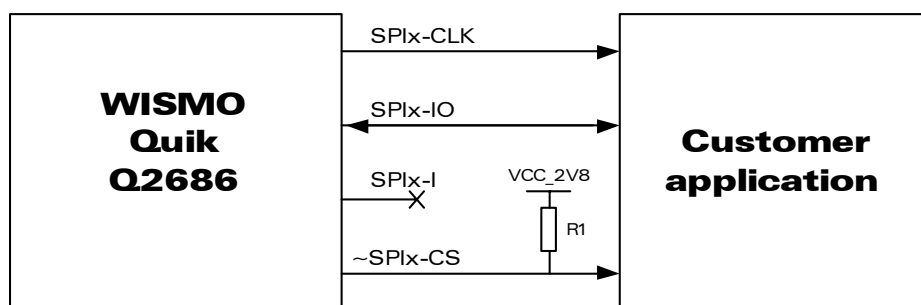 SPIx-CLK
WISMO
Quik
Q2686
SPIx-IO
Customer
application
SPIx-I
VCC_2V8
R1
~SPIx-CS